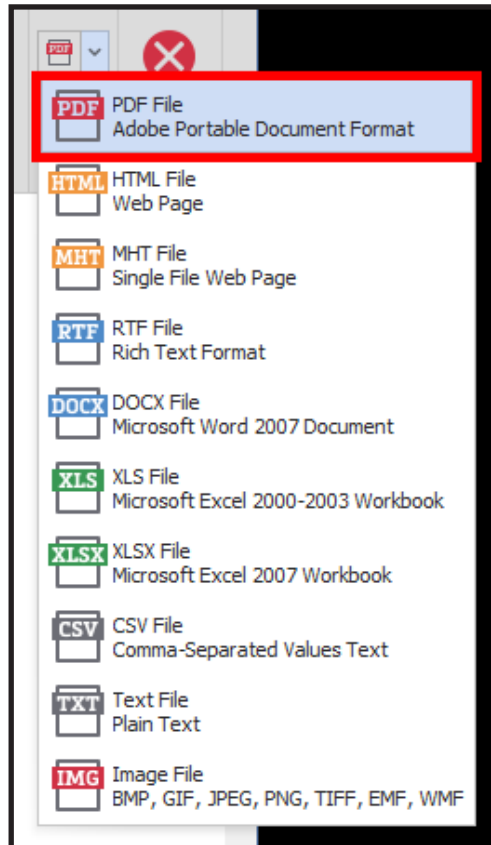 PDF
PDF
PDF File
Adobe Portable Document Format
HTML
HTML File
Web Page
MHT
MHT File
Single File Web Page
RTF
RTF File
Rich Text Format
DOCX
DOCX File
Microsoft Word 2007 Document
XLS
XLS File
Microsoft Excel 2000-2003 Workbook
XLSX
XLSX File
Microsoft Excel 2007 Workbook
CSV
CSV File
Comma-Separated Values Text
TXT
Text File
Plain Text
IMG
Image File
BMP, GIF, JPEG, PNG, TIFF, EMF, WMF